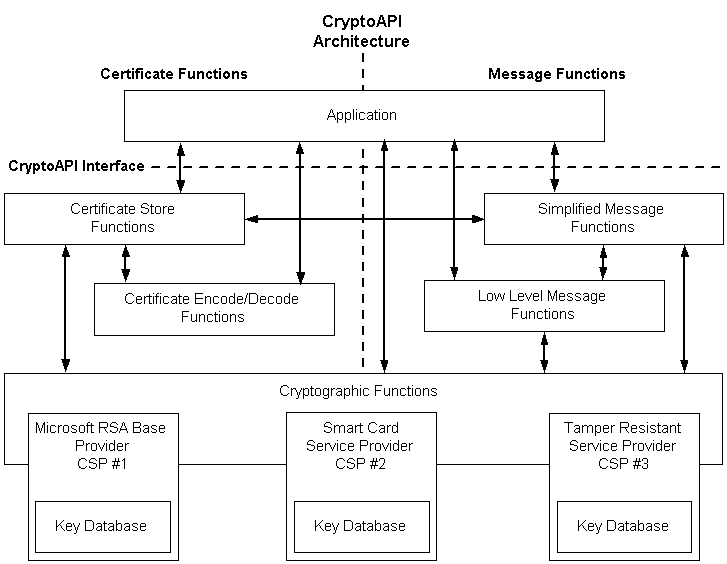 CryptoAPI
Architecture
Certificate Functions
Message Functions
Application
CryptoAPI Interface
Certificate Store
Functions
Simplified Message
Functions
Certificate Encode/Decode
Functions
Low Level Message
Functions
Cryptographic Functions
Microsoft RSA Base
Provider
CSP #1
Smart Card
Service Provider
CSP #2
Tamper Resistant
Service Provider
CSP #3
Key Database
Key Database
Key Database